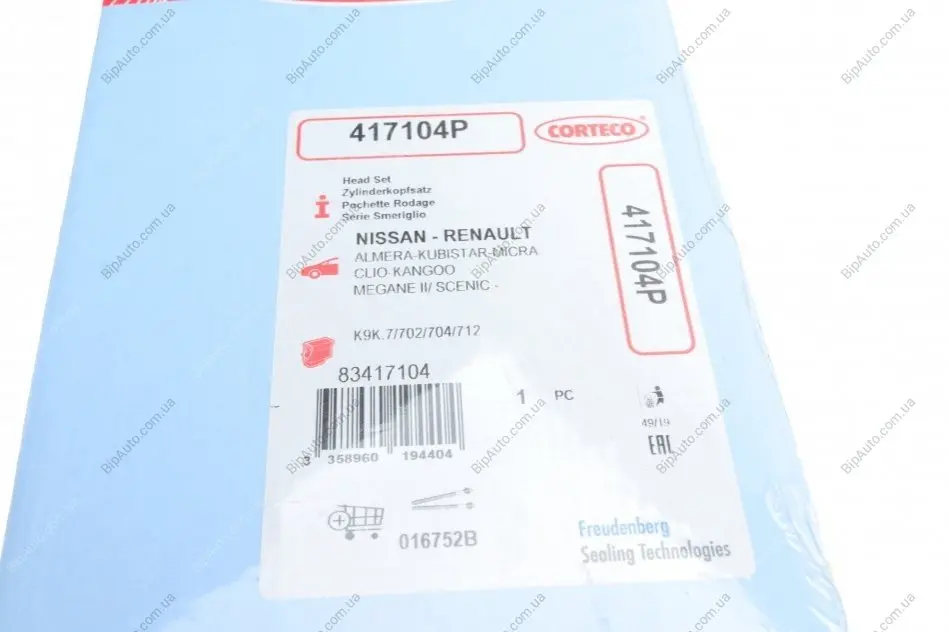 417104P
CORTECO
Head Set
Zylinderkopfsatz
Pochette Rodage
Serie Smeriglio
NISSAN - RENAULT
ALMERA-KUBISTAR-MICRA
CLIO-KANGOO
MEGANE II/ SCENIC -
417104P
K9K.7/702/704/712
83417104
1 PC
49/19
EAC
3 358960 194404
016752B
Freudenberg
Sealing Technologies
BipAuto.com.ua